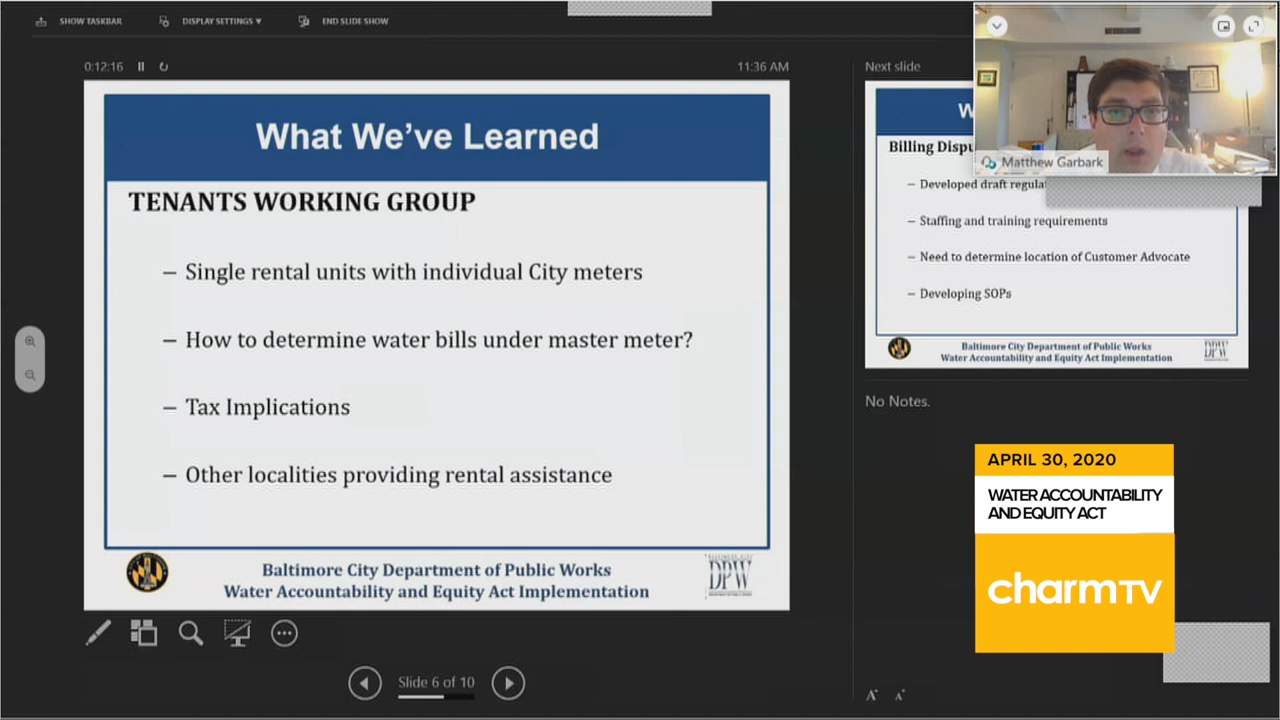 SHOW TASKBAR
DISPLAY SETTINGS ▼
END SLIDE SHOW
0:12:16
11:36 AM
What We've Learned
TENANTS WORKING GROUP
– Single rental units with individual City meters
– How to determine water bills under master meter?
– Tax Implications
– Other localities providing rental assistance
Baltimore City Department of Public Works
Water Accountability and Equity Act Implementation
DPW
Slide 6 of 10
Next slide
W
Billing Dispu
– Developed draft regula
– Staffing and training requirements
– Need to determine location of Customer Advocate
– Developing SOPs
Baltimore City Department of Public Works
Water Accountability and Equity Act Implementation
DPW
Matthew Garbark
No Notes.
APRIL 30, 2020
WATER ACCOUNTABILITY
AND EQUITY ACT
charmTV
A
A